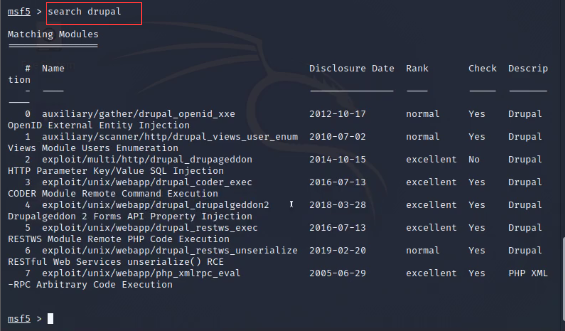 msf5 > search drupal
Matching Modules
================
# Name Disclosure Date Rank Check Descrip
tion
- ---- --------------- ---- ----- -------
----
0 auxiliary/gather/drupal_openid_xxe 2012-10-17 normal Yes Drupal
OpenID External Entity Injection
1 auxiliary/scanner/http/drupal_views_user_enum 2010-07-02 normal Yes Drupal
Views Module Users Enumeration
2 exploit/multi/http/drupal_drupageddon 2014-10-15 excellent No Drupal
HTTP Parameter Key/Value SQL Injection
3 exploit/unix/webapp/drupal_coder_exec 2016-07-13 excellent Yes Drupal
CODER Module Remote Command Execution
4 exploit/unix/webapp/drupal_drupalgeddon2 2018-03-28 excellent Yes Drupal
Drupalgeddon 2 Forms API Property Injection
5 exploit/unix/webapp/drupal_restws_exec 2016-07-13 excellent Yes Drupal
RESTWS Module Remote PHP Code Execution
6 exploit/unix/webapp/drupal_restws_unserialize 2019-02-20 normal Yes Drupal
RESTful Web Services unserialize() RCE
7 exploit/unix/webapp/php_xmlrpc_eval 2005-06-29 excellent Yes PHP XML
-RPC Arbitrary Code Execution
msf5 >